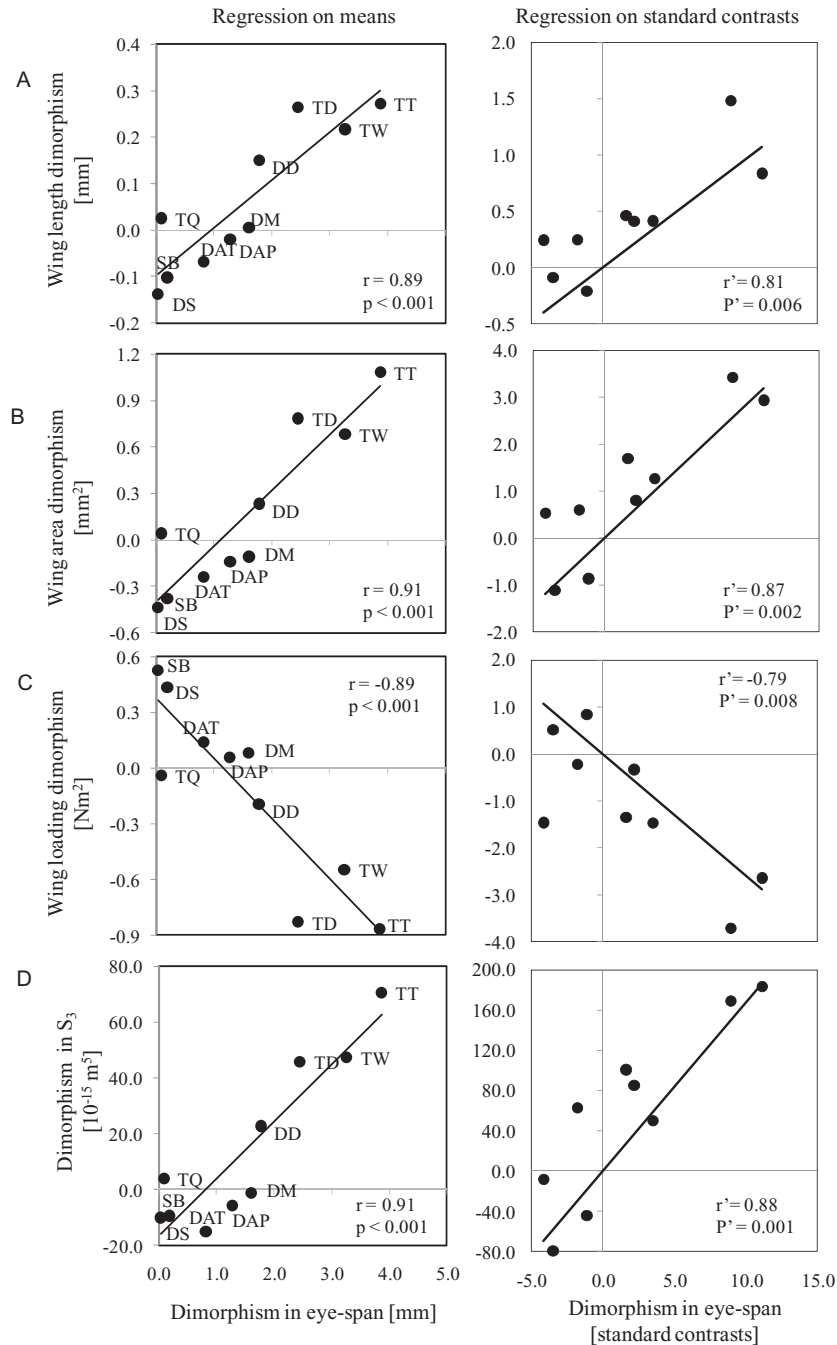 Regression on means
Regression on standard contrasts
A
Wing length dimorphism
[mm]
0.4
0.3
0.2
0.1
0.0
-0.1
-0.2
TD
TT
TW
DD
TQ
DM
DAT
DAP
SB
DS
r = 0.89
p < 0.001
2.0
1.5
1.0
0.5
0.0
-0.5
r’ = 0.81
P’ = 0.006
B
Wing area dimorphism
[mm²]
1.2
0.9
0.6
0.3
0.0
-0.3
-0.6
TT
TD
TW
DD
TQ
DM
DAP
DAT
SB
DS
r = 0.91
p < 0.001
4.0
3.0
2.0
1.0
0.0
-1.0
-2.0
r’ = 0.87
P’ = 0.002
C
Wing loading dimorphism
[Nm²]
0.6
0.3
0.0
-0.3
-0.6
-0.9
SB
DS
DAT
DM
DAP
TQ
DD
TW
TD
TT
r = -0.89
p < 0.001
2.0
1.0
0.0
-1.0
-2.0
-3.0
-4.0
r’ = -0.79
P’ = 0.008
D
Dimorphism in S₃
[10⁻¹⁵ m⁵]
80.0
60.0
40.0
20.0
0.0
-20.0
TT
TD
TW
DD
TQ
DM
SB
DAT
DAP
DS
r = 0.91
p < 0.001
0.0
1.0
2.0
3.0
4.0
5.0
Dimorphism in eye-span [mm]
200.0
160.0
120.0
80.0
40.0
0.0
-40.0
-80.0
r’ = 0.88
P’ = 0.001
-5.0
0.0
5.0
10.0
15.0
Dimorphism in eye-span
[standard contrasts]